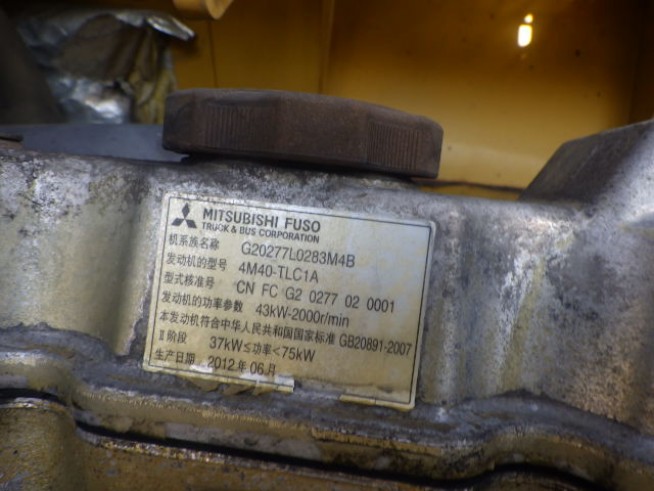 MITSUBISHI FUSO
TRUCK & BUS CORPORATION
机系族名称 G20277L0283M4B
发动机的型号 4M40-TLC1A
型式核准号 CN FC G2 0277 02 0001
发动机的功率参数 43kW-2000r/min
本发动机符合中华人民共和国国家标准 GB20891-2007
Ⅱ阶段 37kW≤功率<75kW
生产日期 2012年06月